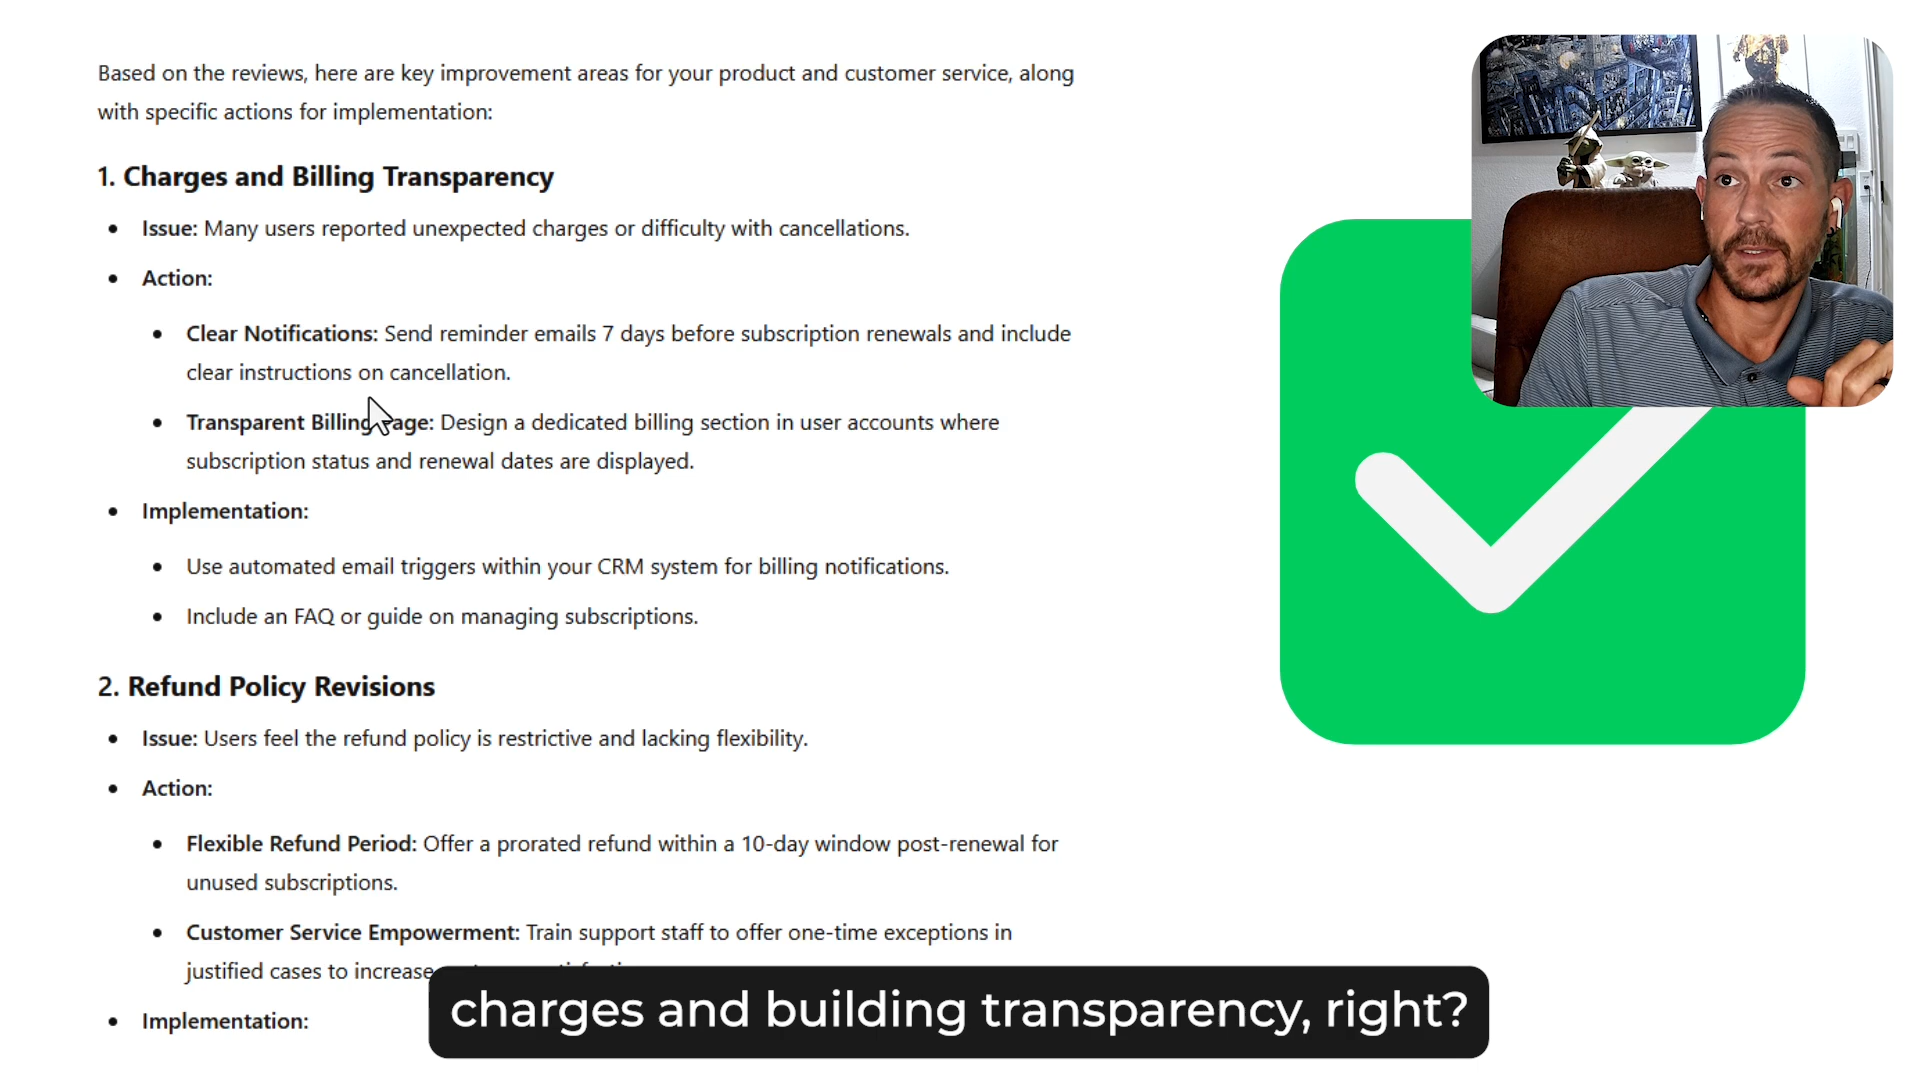 Based on the reviews, here are key improvement areas for your product and customer service, along
with specific actions for implementation:
1. Charges and Billing Transparency
• Issue: Many users reported unexpected charges or difficulty with cancellations.
• Action:
• Clear Notifications: Send reminder emails 7 days before subscription renewals and include
clear instructions on cancellation.
• Transparent Billing Page: Design a dedicated billing section in user accounts where
subscription status and renewal dates are displayed.
• Implementation:
• Use automated email triggers within your CRM system for billing notifications.
• Include an FAQ or guide on managing subscriptions.
2. Refund Policy Revisions
• Issue: Users feel the refund policy is restrictive and lacking flexibility.
• Action:
• Flexible Refund Period: Offer a prorated refund within a 10-day window post-renewal for
unused subscriptions.
• Customer Service Empowerment: Train support staff to offer one-time exceptions in
justified cases to increase
• Implementation:
charges and building transparency, right?